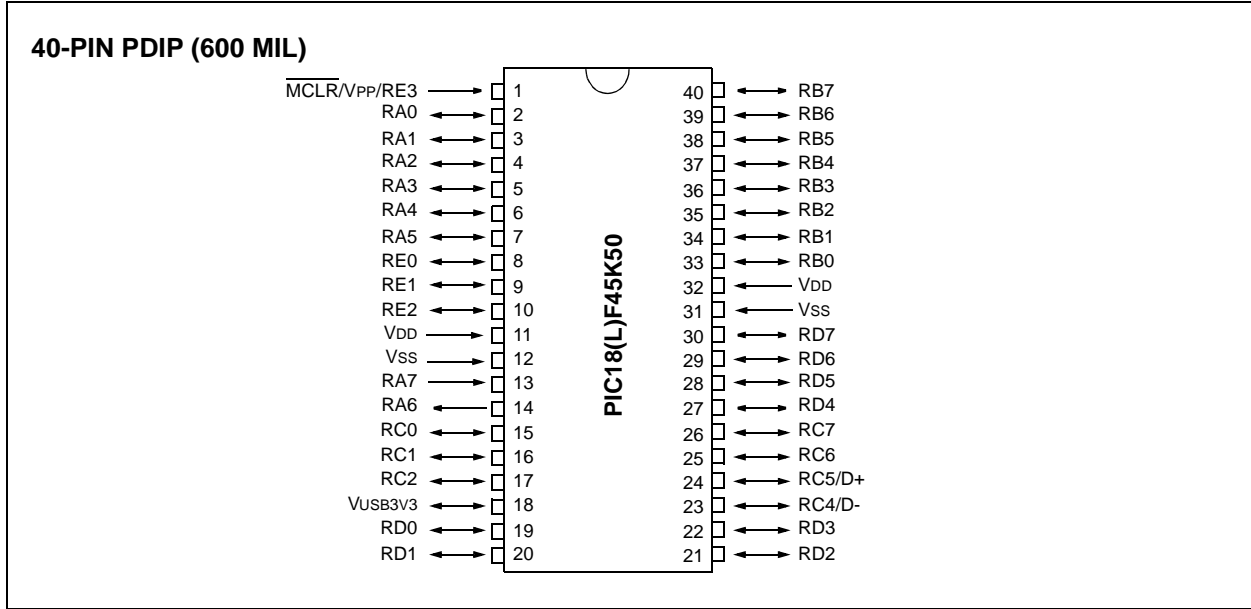 40-PIN PDIP (600 MIL)
MCLR/VPP/RE3 1 40 RB7
RA0 2 39 RB6
RA1 3 38 RB5
RA2 4 37 RB4
RA3 5 36 RB3
RA4 6 35 RB2
RA5 7 34 RB1
RE0 8 33 RB0
RE1 9 32 VDD
RE2 10 31 VSS
VDD 11 30 RD7
VSS 12 29 RD6
RA7 13 28 RD5
RA6 14 27 RD4
RC0 15 26 RC7
RC1 16 25 RC6
RC2 17 24 RC5/D+
VUSB3V3 18 23 RC4/D-
RD0 19 22 RD3
RD1 20 21 RD2
PIC18(L)F45K50